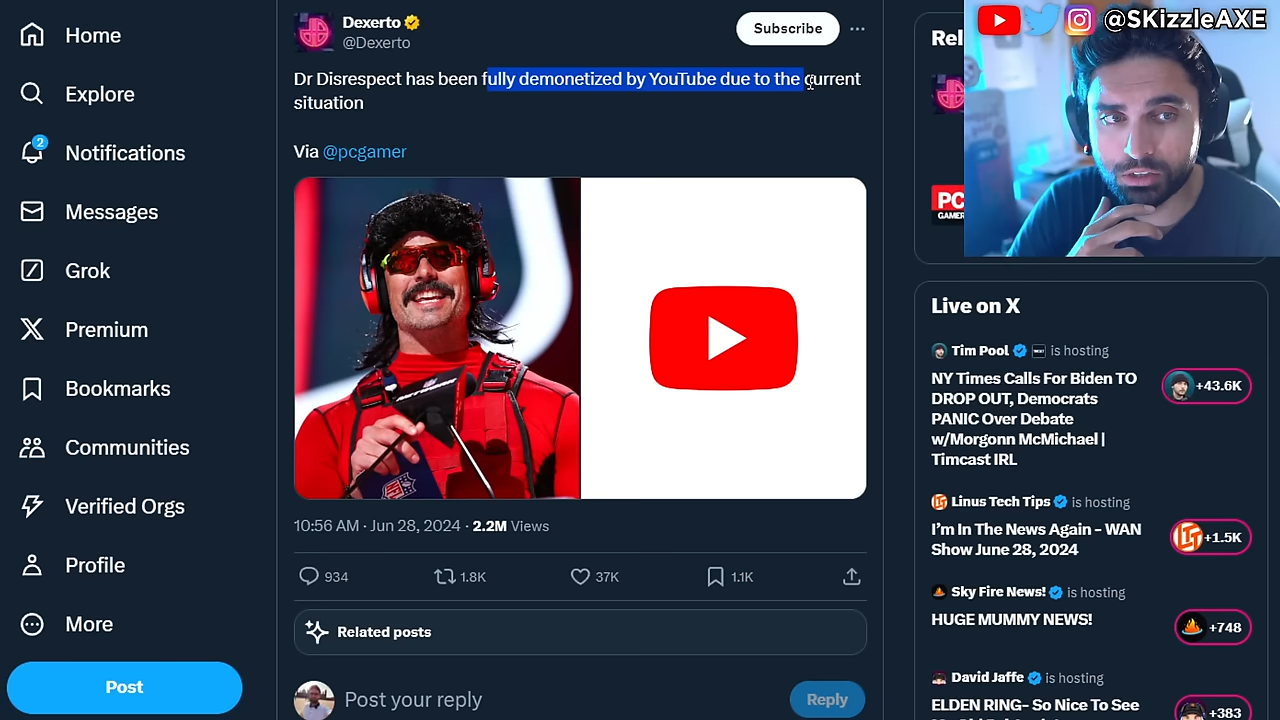 Home
Explore
2
Notifications
Messages
Grok
Premium
Bookmarks
Communities
Verified Orgs
Profile
More
Post
Dexerto
@Dexerto
Subscribe
Dr Disrespect has been fully demonetized by YouTube due to the current
situation
Via @pcgamer
10:56 AM · Jun 28, 2024 · 2.2M Views
934
1.8K
37K
1.1K
Related posts
Post your reply
Reply
@SKizzleAXE
Rel
PC
GAMER
Live on X
Tim Pool is hosting
NY Times Calls For Biden TO
DROP OUT, Democrats
PANIC Over Debate
w/Morgonn McMichael |
Timcast IRL
+43.6K
Linus Tech Tips is hosting
I'm In The News Again - WAN
Show June 28, 2024
+1.5K
Sky Fire News! is hosting
HUGE MUMMY NEWS!
+748
David Jaffe is hosting
ELDEN RING- So Nice To See
+383